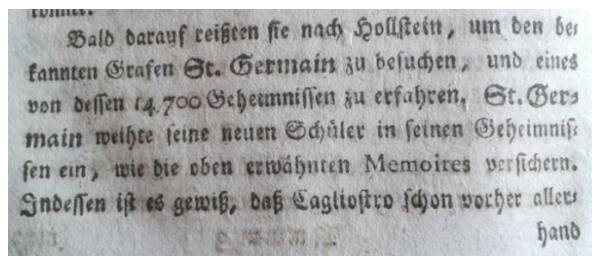 Bald darauf reißten sie nach Hollstein, um den be⸗
kannten Grafen St. Germain zu besuchen, und eines
von dessen 14,700 Geheimnissen zu erfahren. St. Ger⸗
main weihte seine neuen Schüler in seinen Geheimnis⸗
sen ein, wie die oben erwähnten Memoires versichern.
Indessen ist es gewiß, daß Cagliostro schon vorher aller⸗
hand